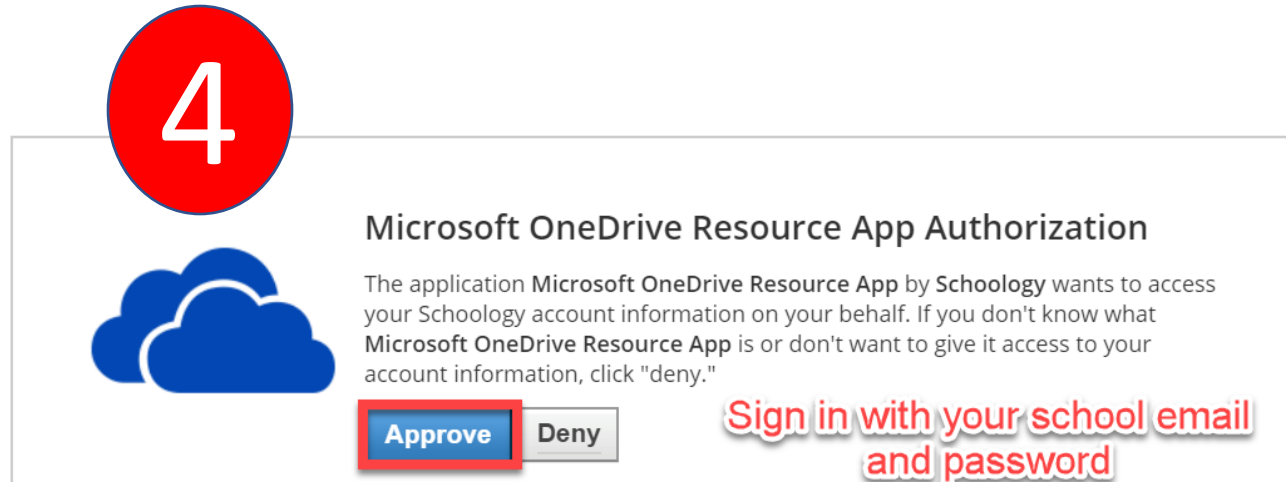 4
Microsoft OneDrive Resource App Authorization
The application Microsoft OneDrive Resource App by Schoology wants to access
your Schoology account information on your behalf. If you don't know what
Microsoft OneDrive Resource App is or don't want to give it access to your
account information, click "deny."
Approve Deny
Sign in with your school email
and password